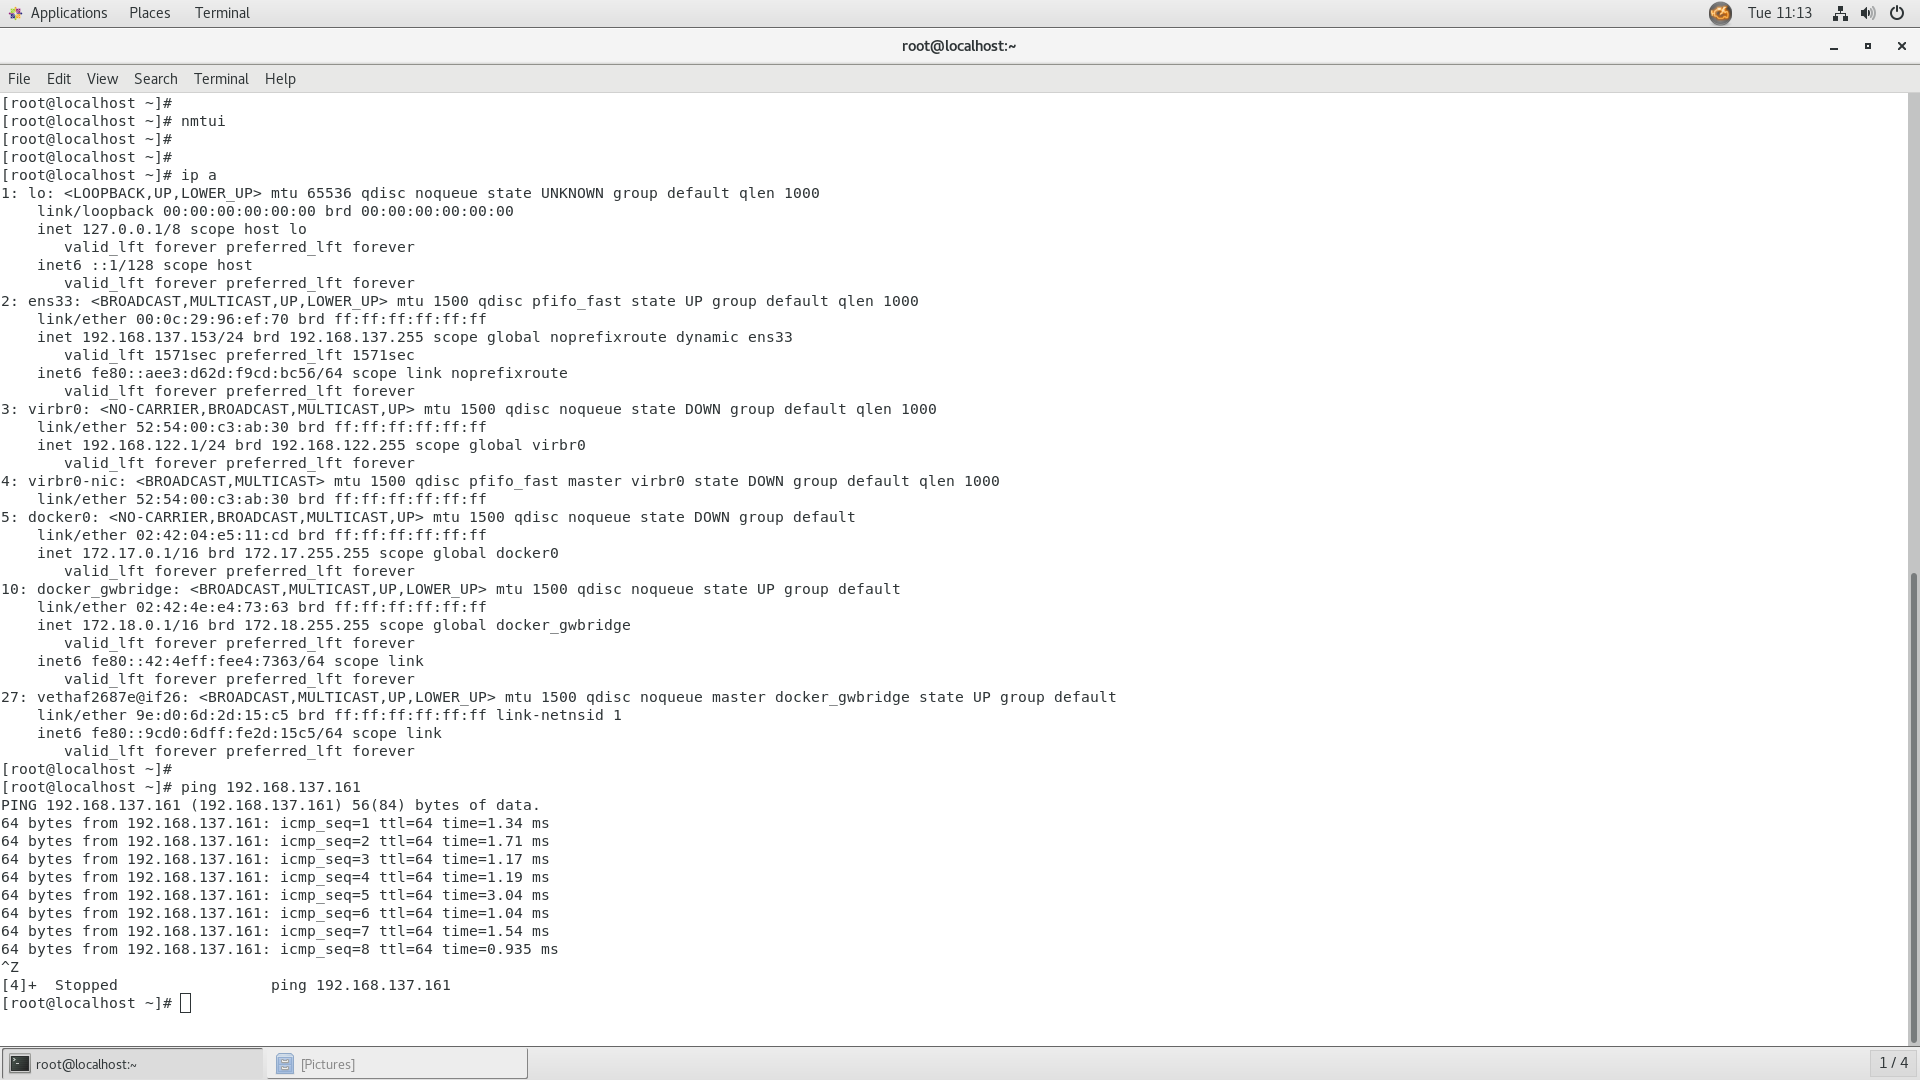 Applications Places Terminal Tue 11:13
root@localhost:~
File Edit View Search Terminal Help
[root@localhost ~]#
[root@localhost ~]# nmtui
[root@localhost ~]#
[root@localhost ~]#
[root@localhost ~]# ip a
1: lo: <LOOPBACK,UP,LOWER_UP> mtu 65536 qdisc noqueue state UNKNOWN group default qlen 1000
    link/loopback 00:00:00:00:00:00 brd 00:00:00:00:00:00
    inet 127.0.0.1/8 scope host lo
       valid_lft forever preferred_lft forever
    inet6 ::1/128 scope host
       valid_lft forever preferred_lft forever
2: ens33: <BROADCAST,MULTICAST,UP,LOWER_UP> mtu 1500 qdisc pfifo_fast state UP group default qlen 1000
    link/ether 00:0c:29:96:ef:70 brd ff:ff:ff:ff:ff:ff
    inet 192.168.137.153/24 brd 192.168.137.255 scope global noprefixroute dynamic ens33
       valid_lft 1571sec preferred_lft 1571sec
    inet6 fe80::aee3:d62d:f9cd:bc56/64 scope link noprefixroute
       valid_lft forever preferred_lft forever
3: virbr0: <NO-CARRIER,BROADCAST,MULTICAST,UP> mtu 1500 qdisc noqueue state DOWN group default qlen 1000
    link/ether 52:54:00:c3:ab:30 brd ff:ff:ff:ff:ff:ff
    inet 192.168.122.1/24 brd 192.168.122.255 scope global virbr0
       valid_lft forever preferred_lft forever
4: virbr0-nic: <BROADCAST,MULTICAST> mtu 1500 qdisc pfifo_fast master virbr0 state DOWN group default qlen 1000
    link/ether 52:54:00:c3:ab:30 brd ff:ff:ff:ff:ff:ff
5: docker0: <NO-CARRIER,BROADCAST,MULTICAST,UP> mtu 1500 qdisc noqueue state DOWN group default
    link/ether 02:42:04:e5:11:cd brd ff:ff:ff:ff:ff:ff
    inet 172.17.0.1/16 brd 172.17.255.255 scope global docker0
       valid_lft forever preferred_lft forever
10: docker_gwbridge: <BROADCAST,MULTICAST,UP,LOWER_UP> mtu 1500 qdisc noqueue state UP group default
    link/ether 02:42:4e:e4:73:63 brd ff:ff:ff:ff:ff:ff
    inet 172.18.0.1/16 brd 172.18.255.255 scope global docker_gwbridge
       valid_lft forever preferred_lft forever
    inet6 fe80::42:4eff:fee4:7363/64 scope link
       valid_lft forever preferred_lft forever
27: vethaf2687e@if26: <BROADCAST,MULTICAST,UP,LOWER_UP> mtu 1500 qdisc noqueue master docker_gwbridge state UP group default
    link/ether 9e:d0:6d:2d:15:c5 brd ff:ff:ff:ff:ff:ff link-netnsid 1
    inet6 fe80::9cd0:6dff:fe2d:15c5/64 scope link
       valid_lft forever preferred_lft forever
[root@localhost ~]#
[root@localhost ~]# ping 192.168.137.161
PING 192.168.137.161 (192.168.137.161) 56(84) bytes of data.
64 bytes from 192.168.137.161: icmp_seq=1 ttl=64 time=1.34 ms
64 bytes from 192.168.137.161: icmp_seq=2 ttl=64 time=1.71 ms
64 bytes from 192.168.137.161: icmp_seq=3 ttl=64 time=1.17 ms
64 bytes from 192.168.137.161: icmp_seq=4 ttl=64 time=1.19 ms
64 bytes from 192.168.137.161: icmp_seq=5 ttl=64 time=3.04 ms
64 bytes from 192.168.137.161: icmp_seq=6 ttl=64 time=1.04 ms
64 bytes from 192.168.137.161: icmp_seq=7 ttl=64 time=1.54 ms
64 bytes from 192.168.137.161: icmp_seq=8 ttl=64 time=0.935 ms
^Z
[4]+  Stopped                 ping 192.168.137.161
[root@localhost ~]#
root@localhost:~ [Pictures] 1 / 4